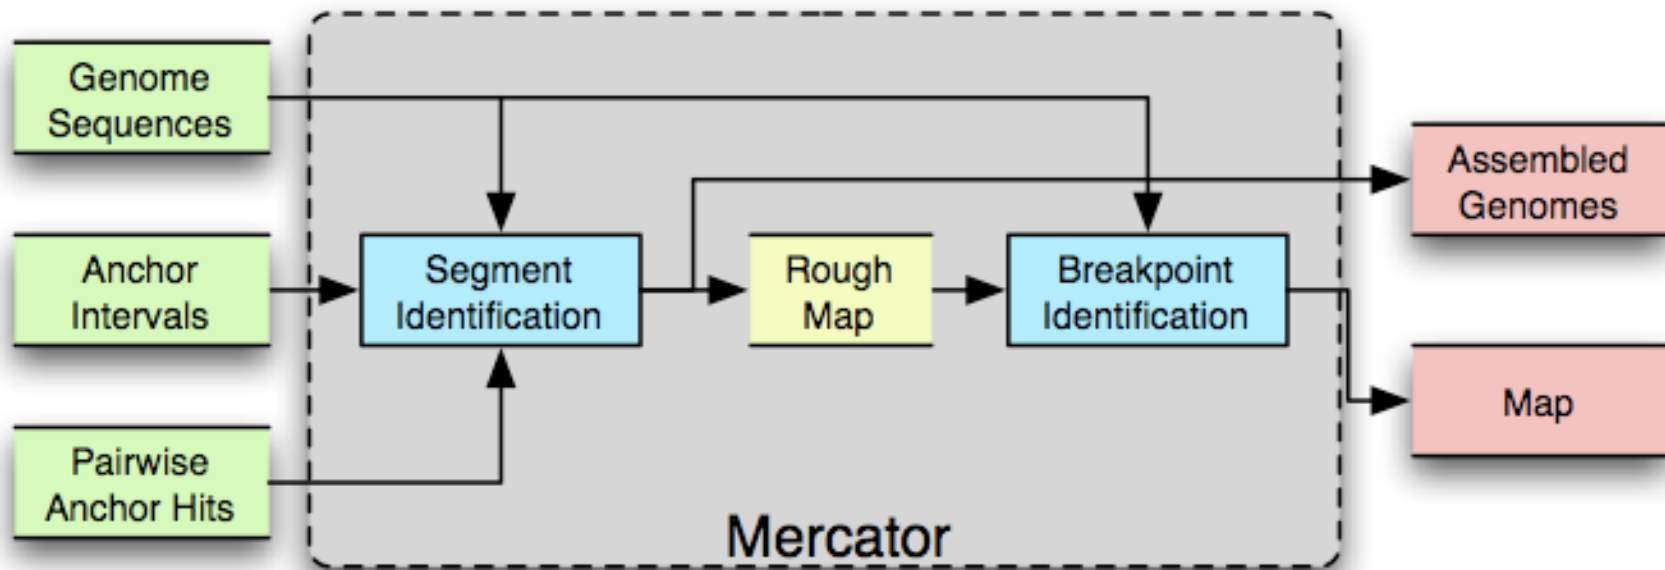 Genome
Sequences
Anchor
Intervals
Pairwise
Anchor Hits
Segment
Identification
Rough
Map
Breakpoint
Identification
Assembled
Genomes
Map
Mercator